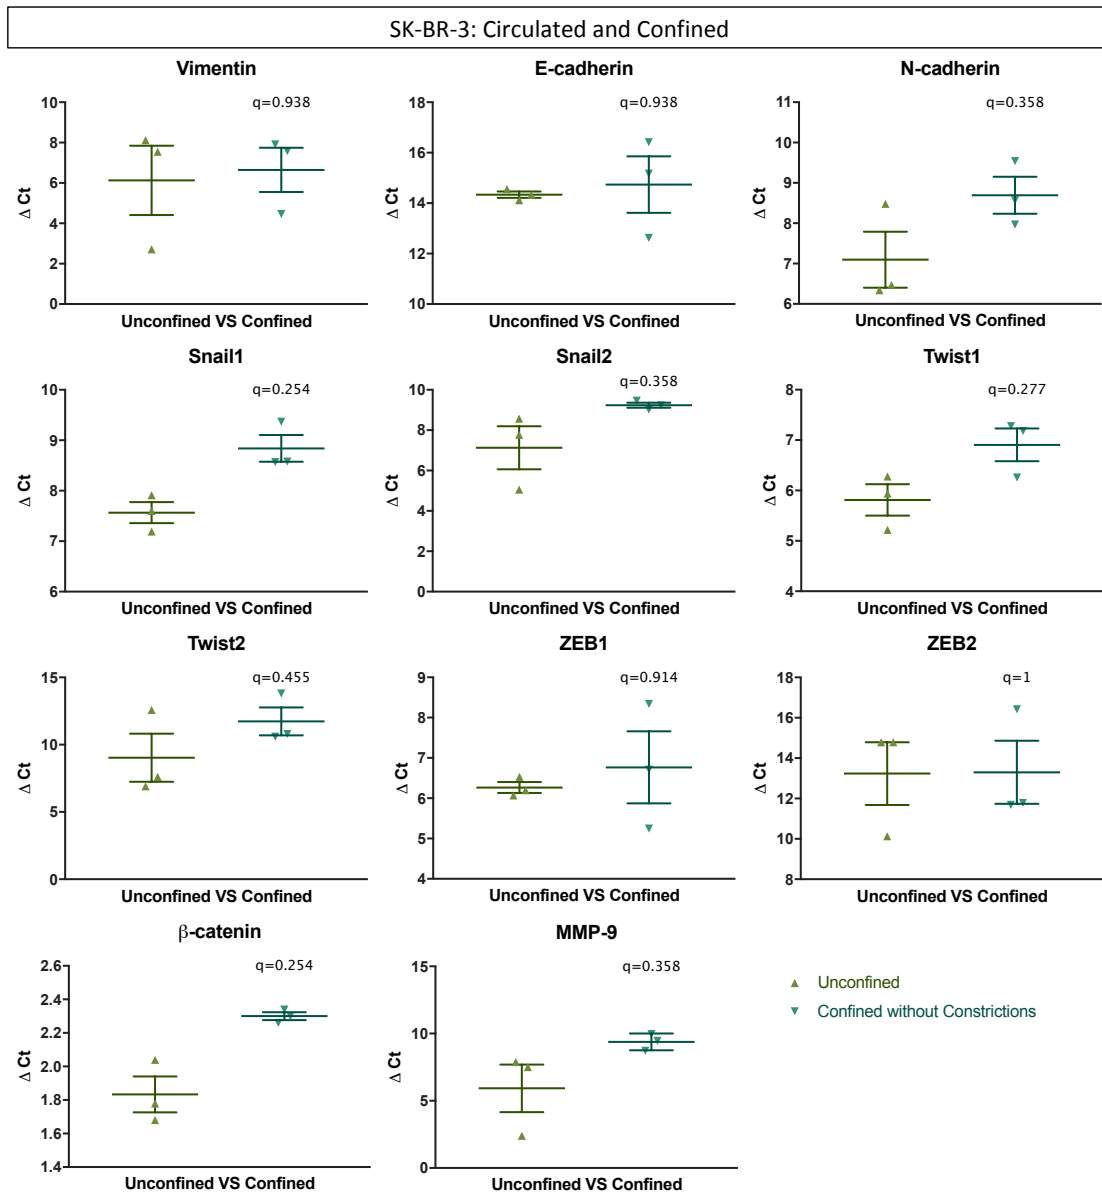 SK-BR-3: Circulated and Confined
Vimentin
E-cadherin
N-cadherin
q=0.938
q=0.938
q=0.358
10
8
6
4
2
0
Δ Ct
18
16
14
12
10
Δ Ct
11
10
9
8
7
6
Δ Ct
Unconfined VS Confined
Unconfined VS Confined
Unconfined VS Confined
Snail1
Snail2
Twist1
q=0.254
q=0.358
q=0.277
10
9
8
7
6
Δ Ct
10
8
6
4
2
0
Δ Ct
8
7
6
5
4
Δ Ct
Unconfined VS Confined
Unconfined VS Confined
Unconfined VS Confined
Twist2
ZEB1
ZEB2
q=0.455
q=0.914
q=1
15
10
5
0
Δ Ct
9
8
7
6
5
4
Δ Ct
18
16
14
12
10
8
Δ Ct
Unconfined VS Confined
Unconfined VS Confined
Unconfined VS Confined
β-catenin
MMP-9
q=0.254
q=0.358
2.6
2.4
2.2
2.0
1.8
1.6
1.4
Δ Ct
15
10
5
0
Δ Ct
Unconfined
Confined without Constrictions
Unconfined VS Confined
Unconfined VS Confined